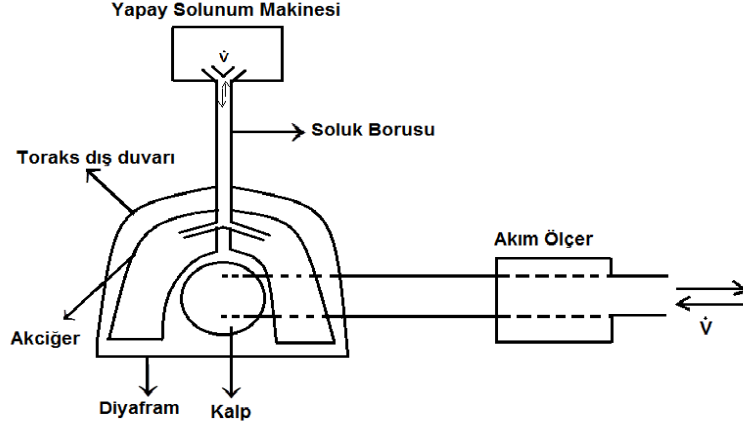 Yapay Solunum Makinesi
V̇
Soluk Borusu
Toraks dış duvarı
Akım Ölçer
Akciğer
V̇
Diyafram
Kalp